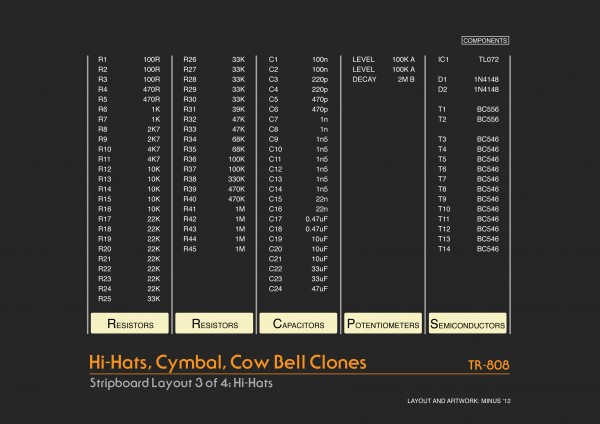 COMPONENTS
R1 100R R26 33K C1 100n LEVEL 100K A IC1 TL072
R2 100R R27 33K C2 100n LEVEL 100K A
R3 100R R28 33K C3 220p DECAY 2M B D1 1N4148
R4 470R R29 33K C4 220p D2 1N4148
R5 470R R30 33K C5 470p
R6 1K R31 39K C6 470p T1 BC556
R7 1K R32 47K C7 1n T2 BC556
R8 2K7 R33 47K C8 1n
R9 2K7 R34 68K C9 1n5 T3 BC546
R10 4K7 R35 68K C10 1n5 T4 BC546
R11 4K7 R36 100K C11 1n5 T5 BC546
R12 10K R37 100K C12 1n5 T6 BC546
R13 10K R38 330K C13 1n5 T7 BC546
R14 10K R39 470K C14 1n5 T8 BC546
R15 10K R40 470K C15 22n T9 BC546
R16 10K R41 1M C16 22n T10 BC546
R17 22K R42 1M C17 0.47uF T11 BC546
R18 22K R43 1M C18 0.47uF T12 BC546
R19 22K R44 1M C19 10uF T13 BC546
R20 22K R45 1M C20 10uF T14 BC546
R21 22K C21 10uF
R22 22K C22 33uF
R23 22K C23 33uF
R24 22K C24 47uF
R25 33K
RESISTORS RESISTORS CAPACITORS POTENTIOMETERS SEMICONDUCTORS
Hi-Hats, Cymbal, Cow Bell Clones TR-808
Stripboard Layout 3 of 4: Hi-Hats
LAYOUT AND ARTWORK: MINUS '12